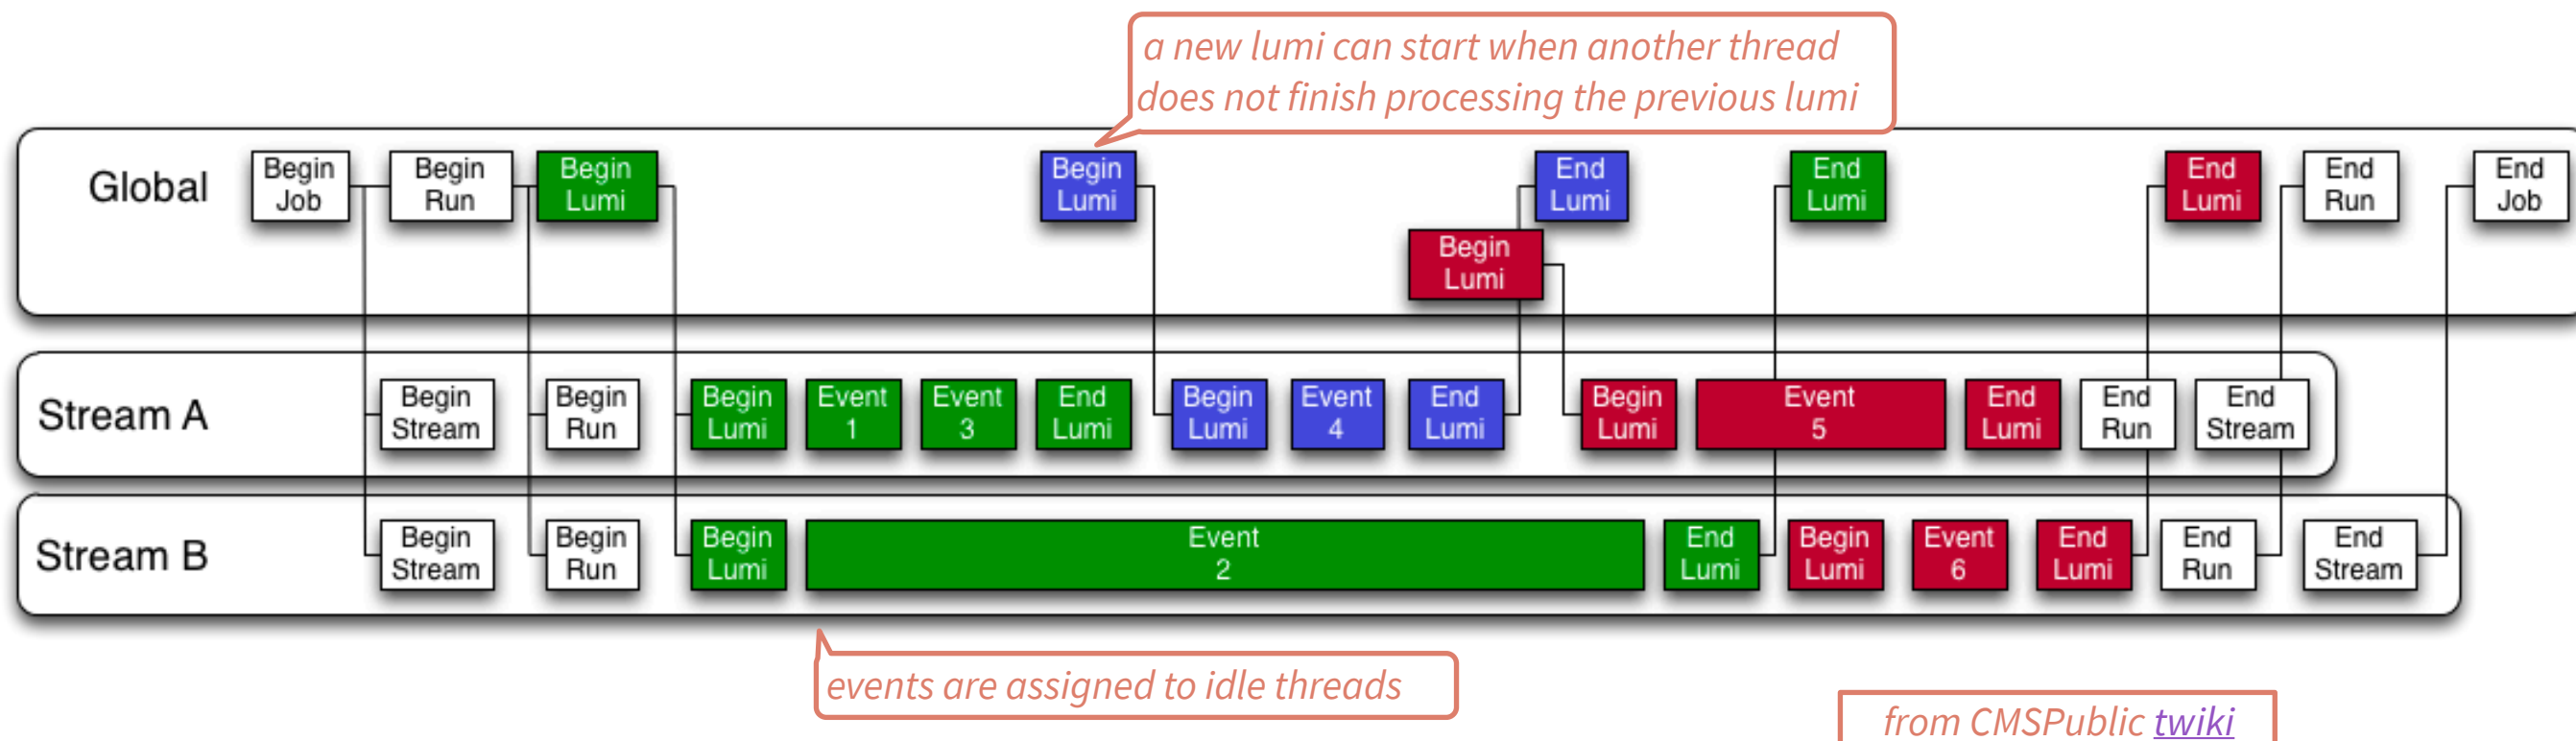 a new lumi can start when another thread
does not finish processing the previous lumi
Global
Begin
Job
Begin
Run
Begin
Lumi
Begin
Lumi
Begin
Lumi
End
Lumi
End
Lumi
End
Lumi
End
Run
End
Job
Stream A
Begin
Stream
Begin
Run
Begin
Lumi
Event
1
Event
3
End
Lumi
Begin
Lumi
Event
4
End
Lumi
Begin
Lumi
Event
5
End
Lumi
End
Run
End
Stream
Stream B
Begin
Stream
Begin
Run
Begin
Lumi
Event
2
End
Lumi
Begin
Lumi
Event
6
End
Lumi
End
Run
End
Stream
events are assigned to idle threads
from CMSPublic twiki